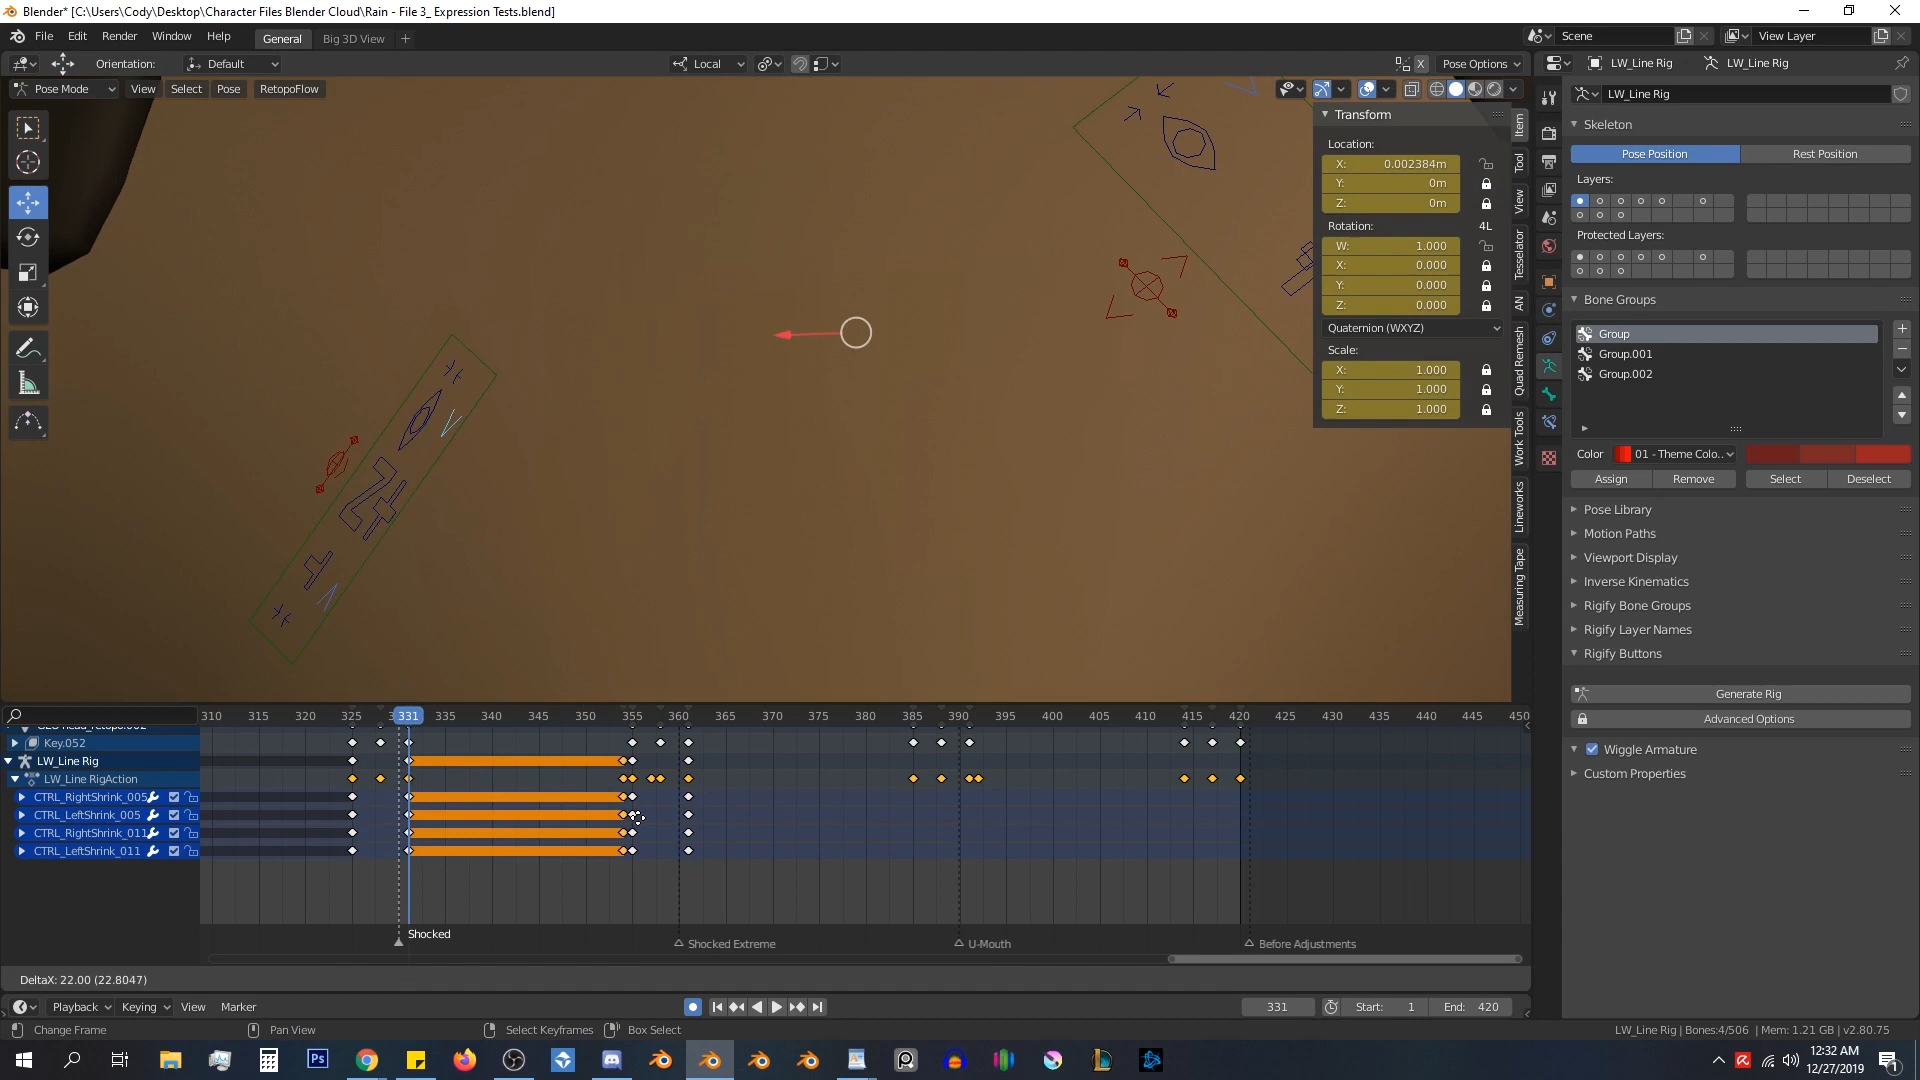 Blender* [C:\Users\Cody\Desktop\Character Files Blender Cloud\Rain - File 3_ Expression Tests.blend]
File Edit Render Window Help General Big 3D View + Scene View Layer
Orientation: Default Local X Pose Options LW_Line Rig LW_Line Rig
Pose Mode View Select Pose RetopoFlow LW_Line Rig
Transform
Skeleton
Location:
Pose Position Rest Position
X: 0.002384m
Y: 0m
Z: 0m
Layers:
Rotation: 4L
Protected Layers:
W: 1.000
X: 0.000
Y: 0.000
Z: 0.000
Quaternion (WXYZ)
Scale:
X: 1.000
Y: 1.000
Z: 1.000
Item
Tool
View
Tesselator
AN
Quad Remesh
Work Tools
Lineworks
Measuring Tape
Bone Groups
Group
Group.001
Group.002
Color 01 - Theme Colo..
Assign Remove Select Deselect
Pose Library
Motion Paths
Viewport Display
Inverse Kinematics
Rigify Bone Groups
Rigify Layer Names
Rigify Buttons
Generate Rig
Advanced Options
Wiggle Armature
Custom Properties
310 315 320 325 331 335 340 345 350 355 360 365 370 375 380 385 390 395 400 405 410 415 420 425 430 435 440 445 450
Key.052
LW_Line Rig
LW_Line RigAction
CTRL_RightShrink_005
CTRL_LeftShrink_005
CTRL_RightShrink_011
CTRL_LeftShrink_011
Shocked
Shocked Extreme U-Mouth Before Adjustments
DeltaX: 22.00 (22.8047)
Playback Keying View Marker 331 Start: 1 End: 420
Change Frame Pan View Select Keyframes Box Select LW_Line Rig | Bones:4/506 | Mem: 1.21 GB | v2.80.75
Ps
12:32 AM
12/27/2019
1